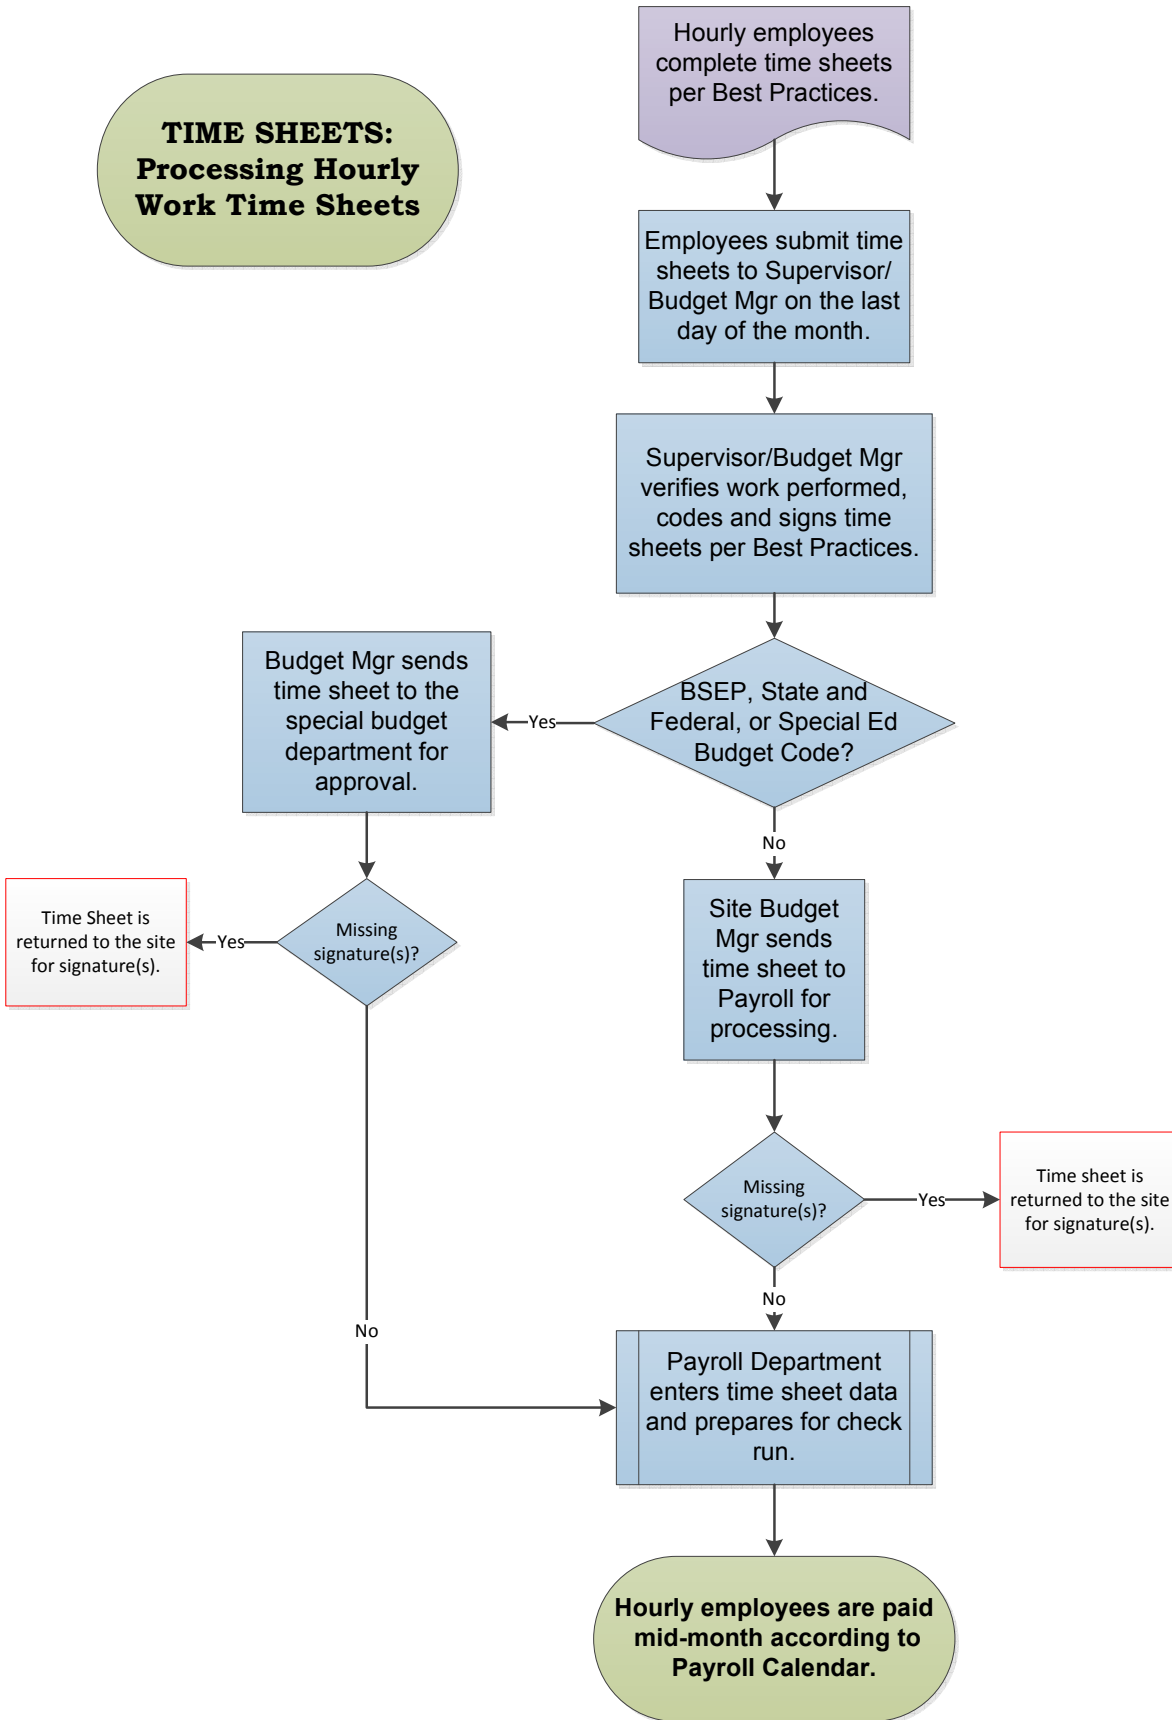 Hourly employees
complete time sheets
per Best Practices.
TIME SHEETS:
Processing Hourly
Work Time Sheets
Employees submit time
sheets to Supervisor/
Budget Mgr on the last
day of the month.
Supervisor/Budget Mgr
verifies work performed,
codes and signs time
sheets per Best Practices.
BSEP, State and
Federal, or Special Ed
Budget Code?
Yes
Budget Mgr sends
time sheet to the
special budget
department for
approval.
No
Missing
signature(s)?
Yes
Time Sheet is
returned to the site
for signature(s).
Site Budget
Mgr sends
time sheet to
Payroll for
processing.
Missing
signature(s)?
Yes
Time sheet is
returned to the site
for signature(s).
No
No
Payroll Department
enters time sheet data
and prepares for check
run.
Hourly employees are paid
mid-month according to
Payroll Calendar.